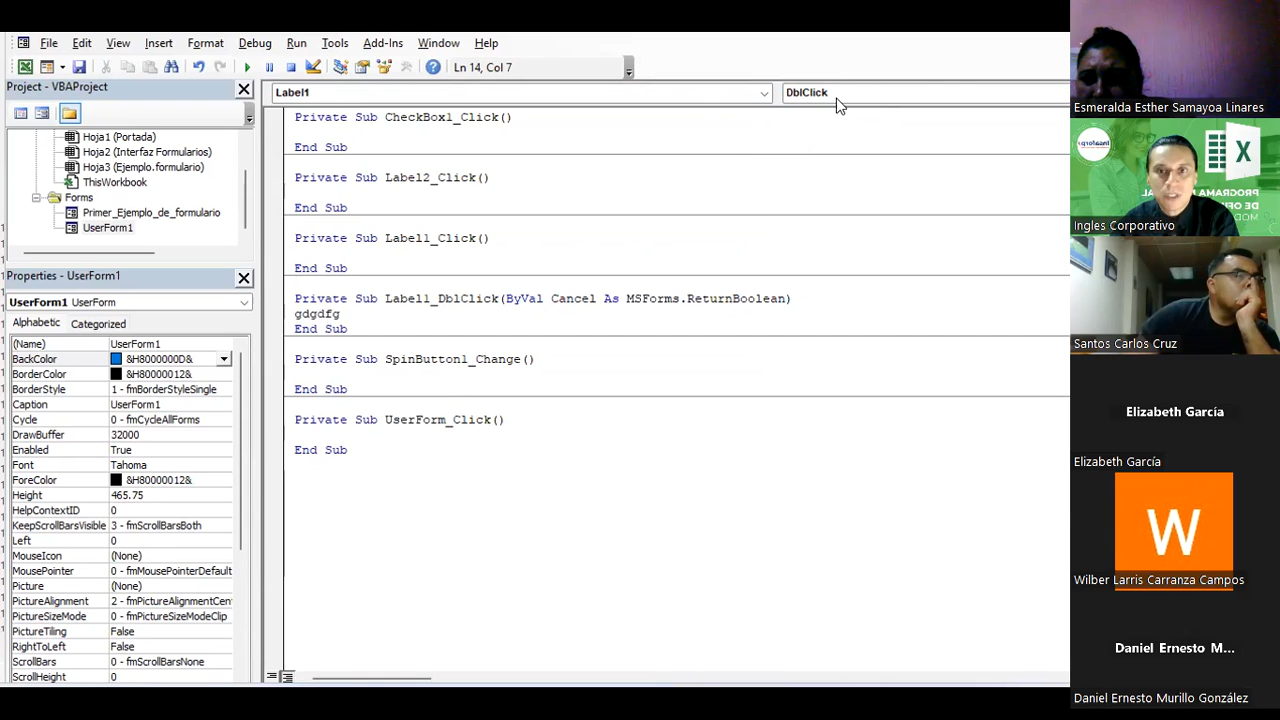 File Edit View Insert Format Debug Run Tools Add-Ins Window Help
Ln 14, Col 7
Project - VBAProject
Hoja1 (Portada)
Hoja2 (Interfaz Formularios)
Hoja3 (Ejemplo.formulario)
ThisWorkbook
Forms
Primer_Ejemplo_de_formulario
UserForm1
Properties - UserForm1
UserForm1 UserForm
Alphabetic Categorized
(Name) UserForm1
BackColor &H8000000D&
BorderColor &H80000012&
BorderStyle 1 - fmBorderStyleSingle
Caption UserForm1
Cycle 0 - fmCycleAllForms
DrawBuffer 32000
Enabled True
Font Tahoma
ForeColor &H80000012&
Height 465.75
HelpContextID 0
KeepScrollBarsVisible 3 - fmScrollBarsBoth
Left 0
MouseIcon (None)
MousePointer 0 - fmMousePointerDefault
Picture (None)
PictureAlignment 2 - fmPictureAlignmentCen
PictureSizeMode 0 - fmPictureSizeModeClip
PictureTiling False
RightToLeft False
ScrollBars 0 - fmScrollBarsNone
ScrollHeight 0
Label1 DblClick
Private Sub CheckBox1_Click()
End Sub
Private Sub Label2_Click()
End Sub
Private Sub Label1_Click()
End Sub
Private Sub Label1_DblClick(ByVal Cancel As MSForms.ReturnBoolean)
gdgdfg
End Sub
Private Sub SpinButton1_Change()
End Sub
Private Sub UserForm_Click()
End Sub
Esmeralda Esther Samayoa Linares
X
Ingles Corporativo
Santos Carlos Cruz
Elizabeth García
Elizabeth García
W
Wilber Larris Carranza Campos
Daniel Ernesto M...
Daniel Ernesto Murillo González